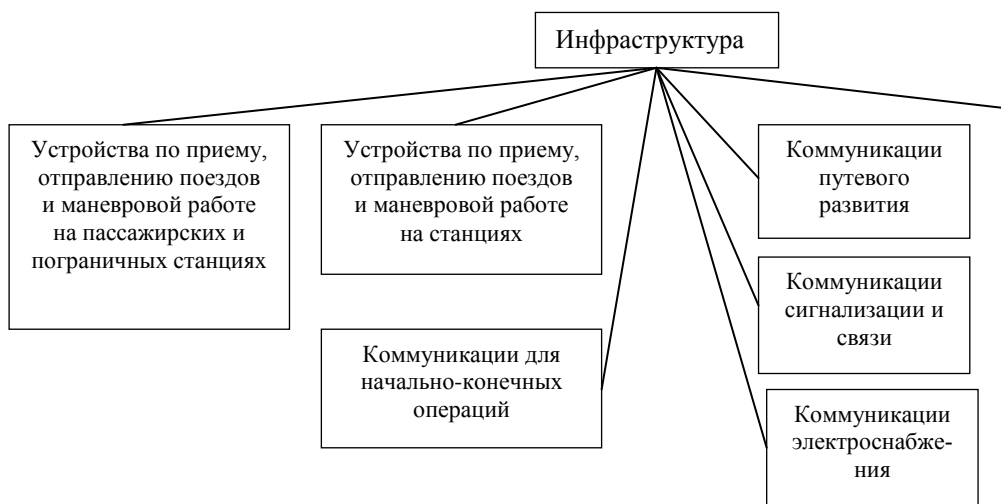 Инфраструктура
Устройства по приему,
отправлению поездов
и маневровой работе
на пассажирских и
пограничных станциях
Устройства по приему,
отправлению поездов
и маневровой работе
на станциях
Коммуникации
путевого
развития
Коммуникации
сигнализации и
связи
Коммуникации для
начально-конечных
операций
Коммуникации
электроснабже-
ния